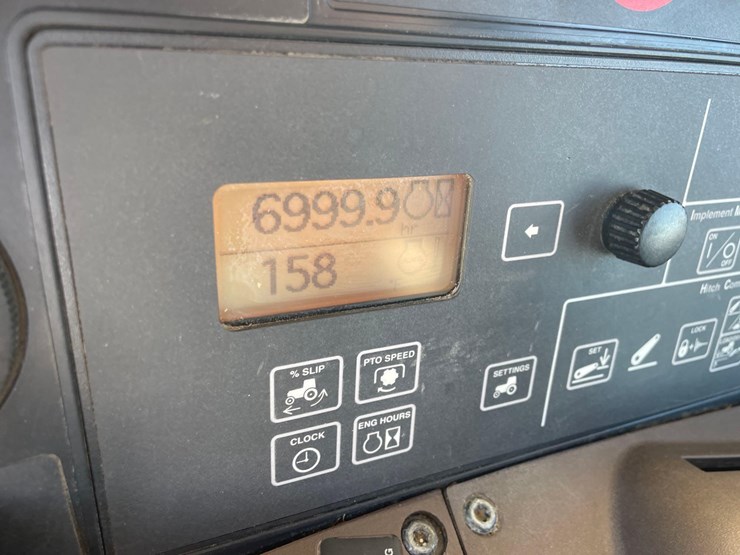 6999.9
hr
158
% SLIP
PTO SPEED
CLOCK
ENG HOURS
SETTINGS
Implement
ON
OFF
Hitch
SET
LOCK
G